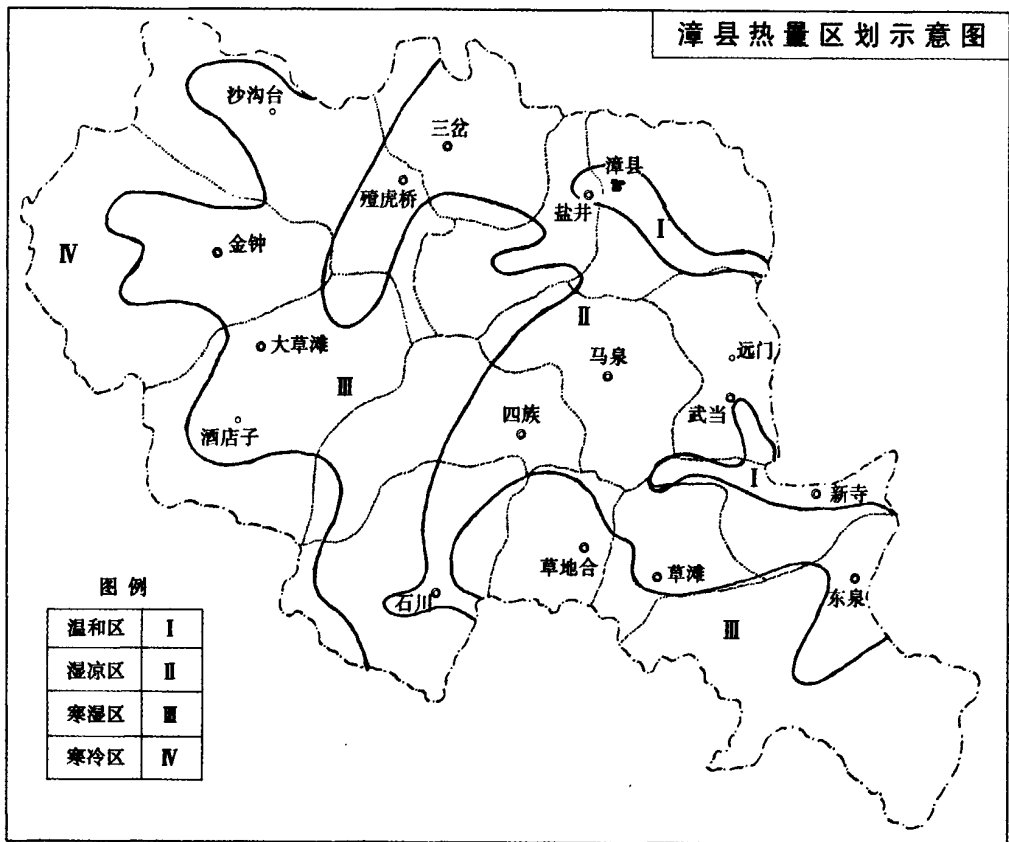 漳县热量区划示意图
沙沟台
三岔
漳县
殪虎桥
盐井
Ⅰ
Ⅳ
金钟
Ⅱ
大草滩
马泉
远门
Ⅲ
武当
四族
酒店子
Ⅰ
新寺
草地合
草滩
东泉
石川
Ⅲ
图例
温和区 Ⅰ
湿凉区 Ⅱ
寒湿区 Ⅲ
寒冷区 Ⅳ